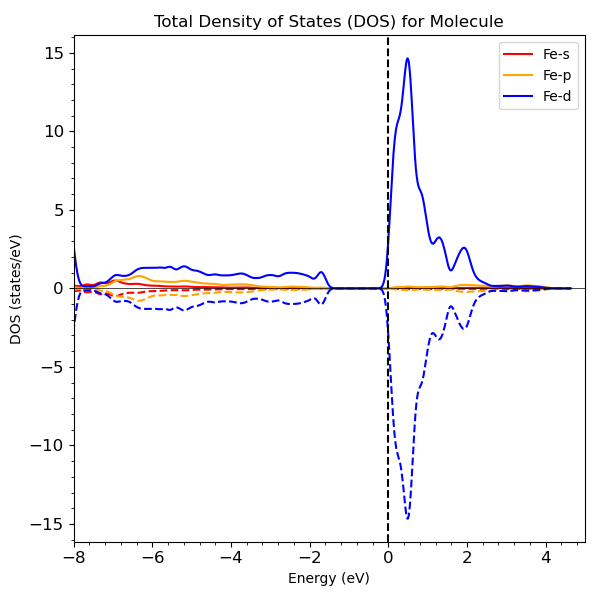 Total Density of States (DOS) for Molecule
Fe-s
Fe-p
Fe-d
15
10
5
0
−5
−10
−15
DOS (states/eV)
−8 −6 −4 −2 0 2 4
Energy (eV)